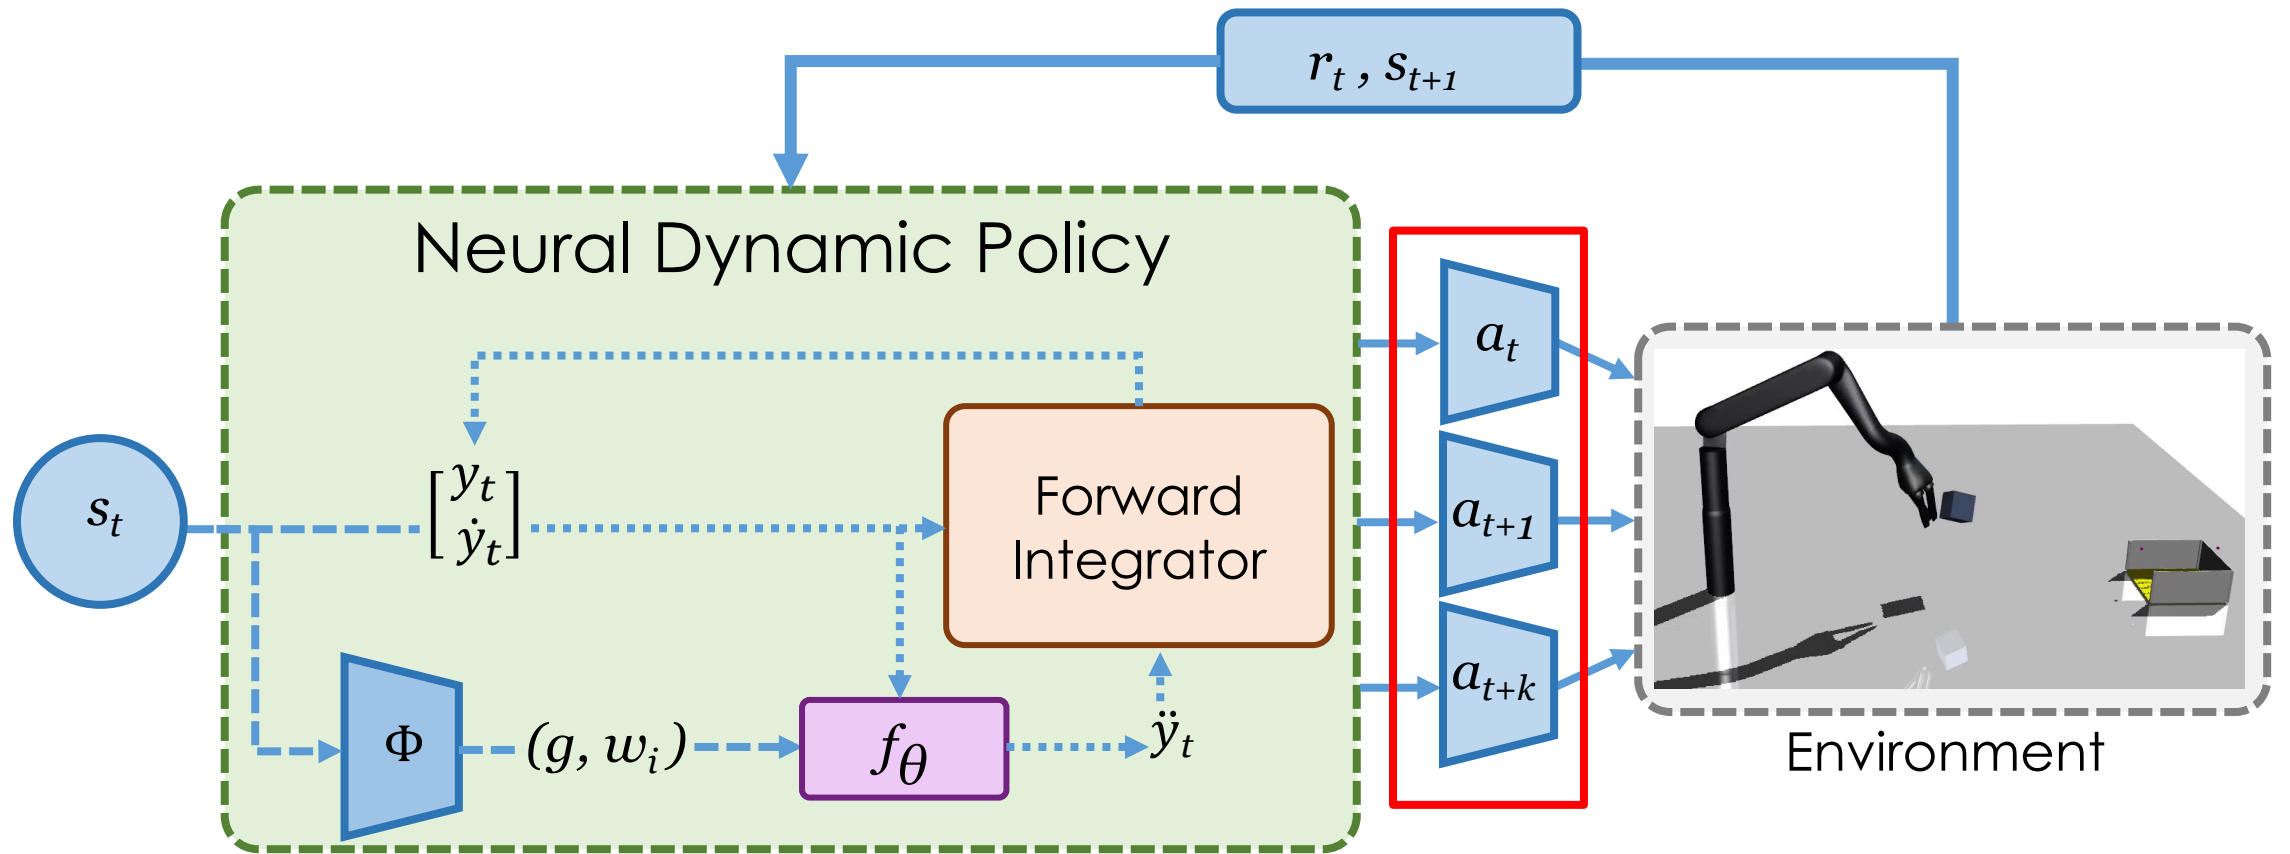 r_t , s_{t+1}
Neural Dynamic Policy
a_t
s_t
[y_t
ẏ_t]
Forward
Integrator
a_{t+1}
a_{t+k}
Φ
(g, w_i)
f_θ
ÿ_t
Environment